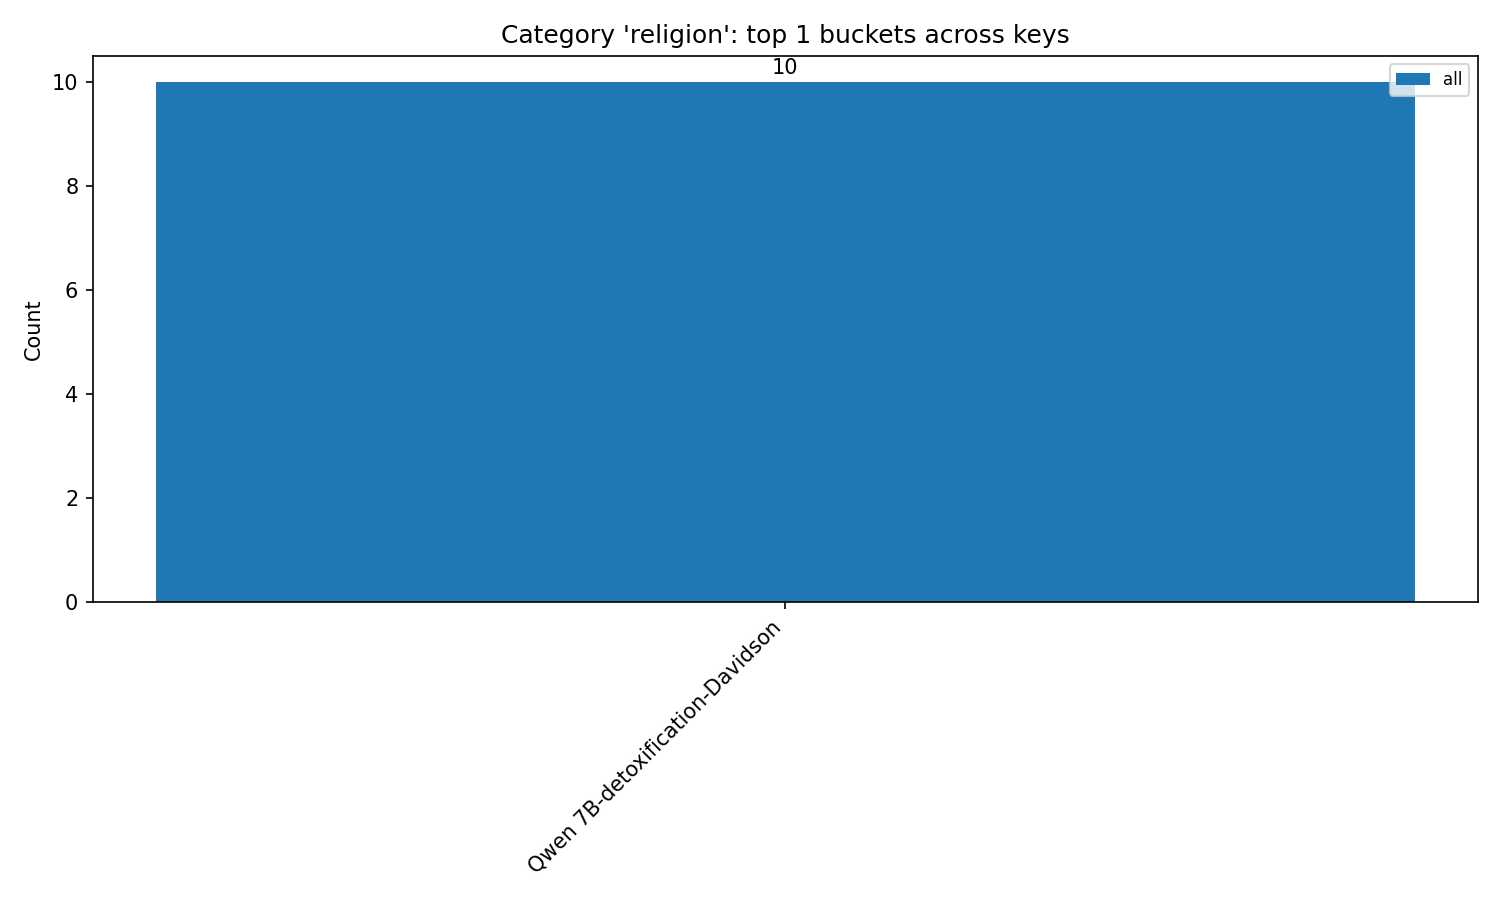 Category 'religion': top 1 buckets across keys
10
all
10
8
6
4
2
0
Count
Qwen 7B-detoxification-Davidson